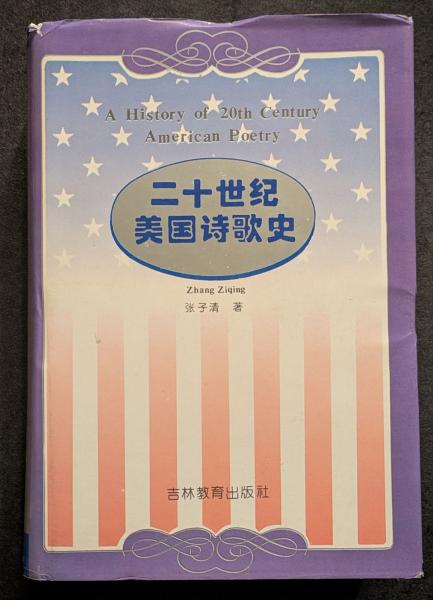 A History of 20th Century
American Poetry
二十世纪
美国诗歌史
Zhang Ziqing
张子清 著
吉林教育出版社